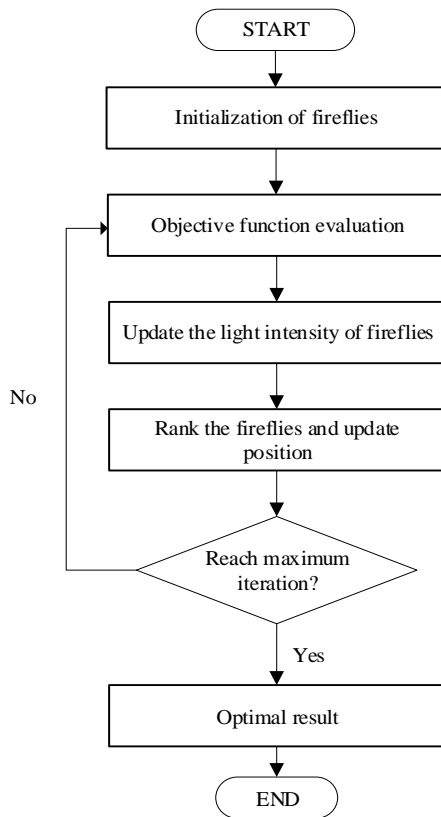 START
Initialization of fireflies
Objective function evaluation
Update the light intensity of fireflies
No
Rank the fireflies and update
position
Reach maximum
iteration?
Yes
Optimal result
END